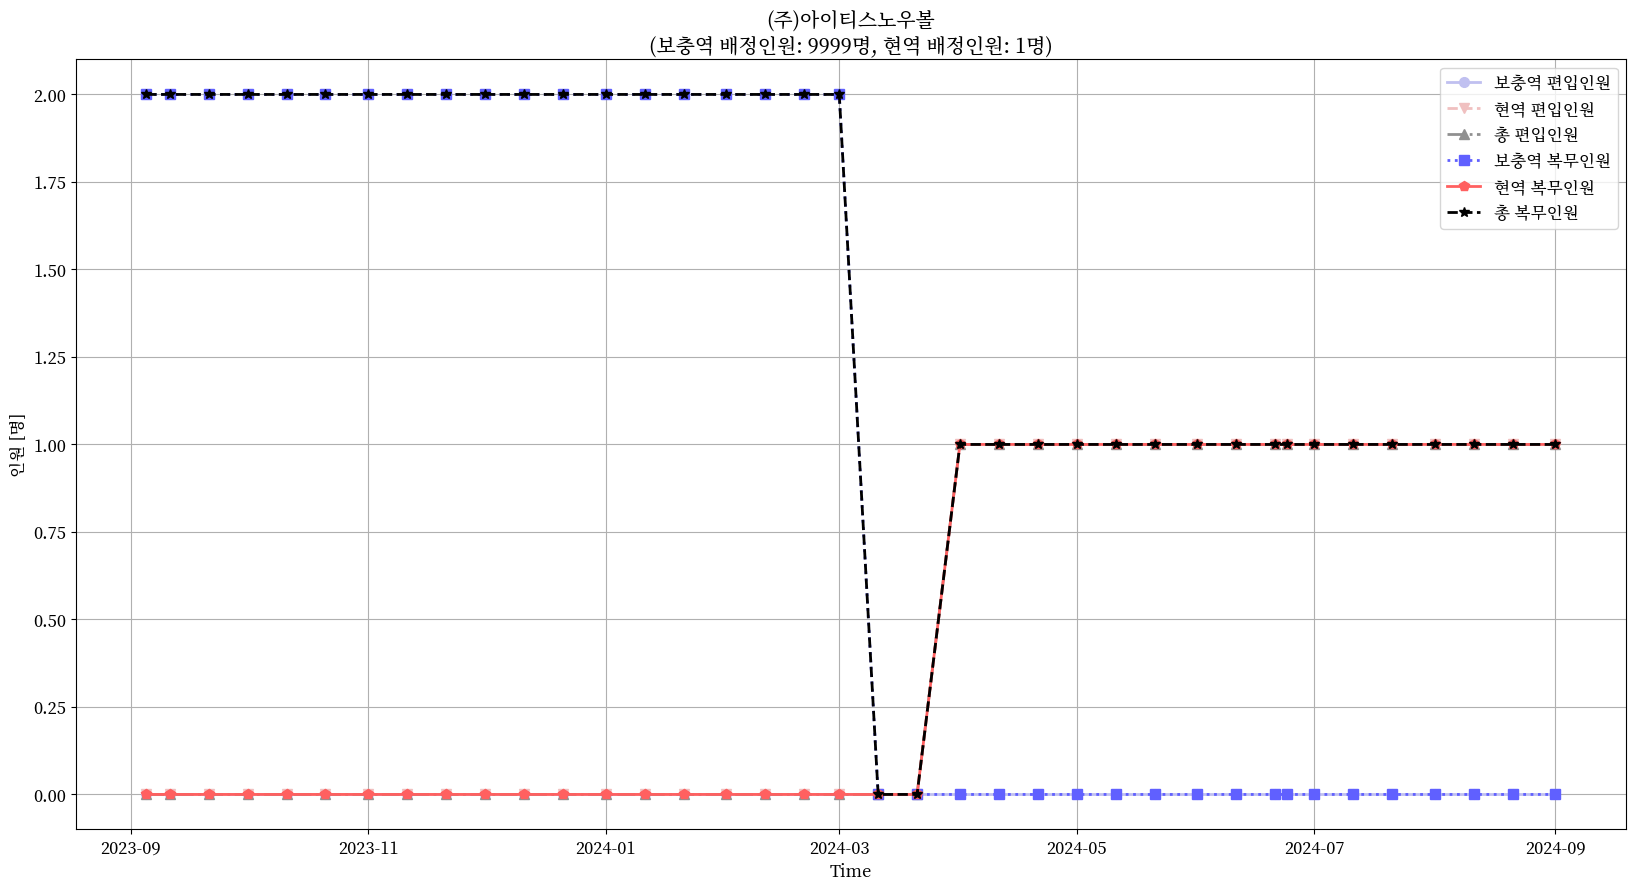 (주)아이티스노우볼
(보충역 배정인원: 9999명, 현역 배정인원: 1명)
보충역 편입인원
현역 편입인원
총 편입인원
보충역 복무인원
현역 복무인원
총 복무인원
인원 [명]
2.00
1.75
1.50
1.25
1.00
0.75
0.50
0.25
0.00
2023-09 2023-11 2024-01 2024-03 2024-05 2024-07 2024-09
Time